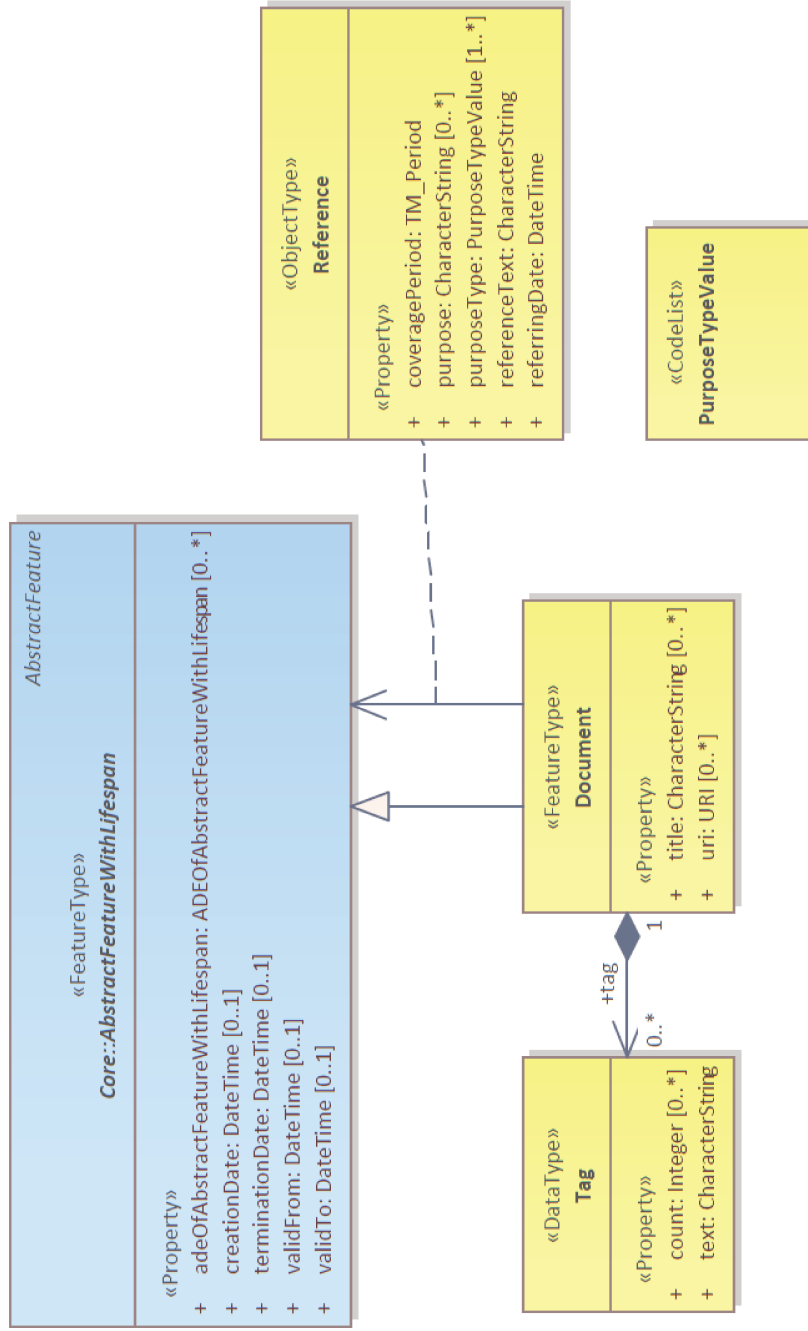 AbstractFeature
«FeatureType»
Core::AbstractFeatureWithLifespan
«Property»
+ adeOfAbstractFeatureWithLifespan: ADEOfAbstractFeatureWithLifespan [0..*]
+ creationDate: DateTime [0..1]
+ terminationDate: DateTime [0..1]
+ validFrom: DateTime [0..1]
+ validTo: DateTime [0..1]
«ObjectType»
Reference
«Property»
+ coveragePeriod: TM_Period
+ purpose: CharacterString [0..*]
+ purposeType: PurposeTypeValue [1..*]
+ referenceText: CharacterString
+ referringDate: DateTime
«DataType»
Tag
«Property»
+ count: Integer [0..*]
+ text: CharacterString
+tag
0..*
1
«FeatureType»
Document
«Property»
+ title: CharacterString [0..*]
+ uri: URI [0..*]
«CodeList»
PurposeTypeValue